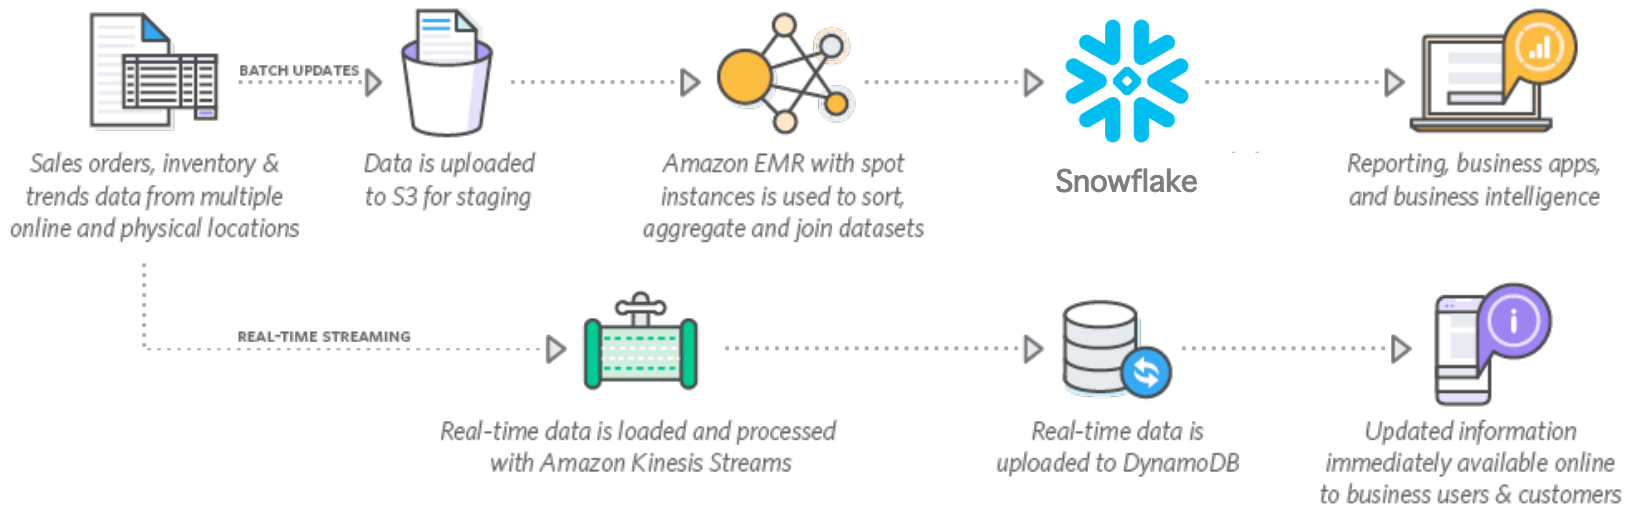 BATCH UPDATES
Sales orders, inventory &
trends data from multiple
online and physical locations
Data is uploaded
to S3 for staging
Amazon EMR with spot
instances is used to sort,
aggregate and join datasets
Snowflake
Reporting, business apps,
and business intelligence
REAL-TIME STREAMING
Real-time data is loaded and processed
with Amazon Kinesis Streams
Real-time data is
uploaded to DynamoDB
i
Updated information
immediately available online
to business users & customers